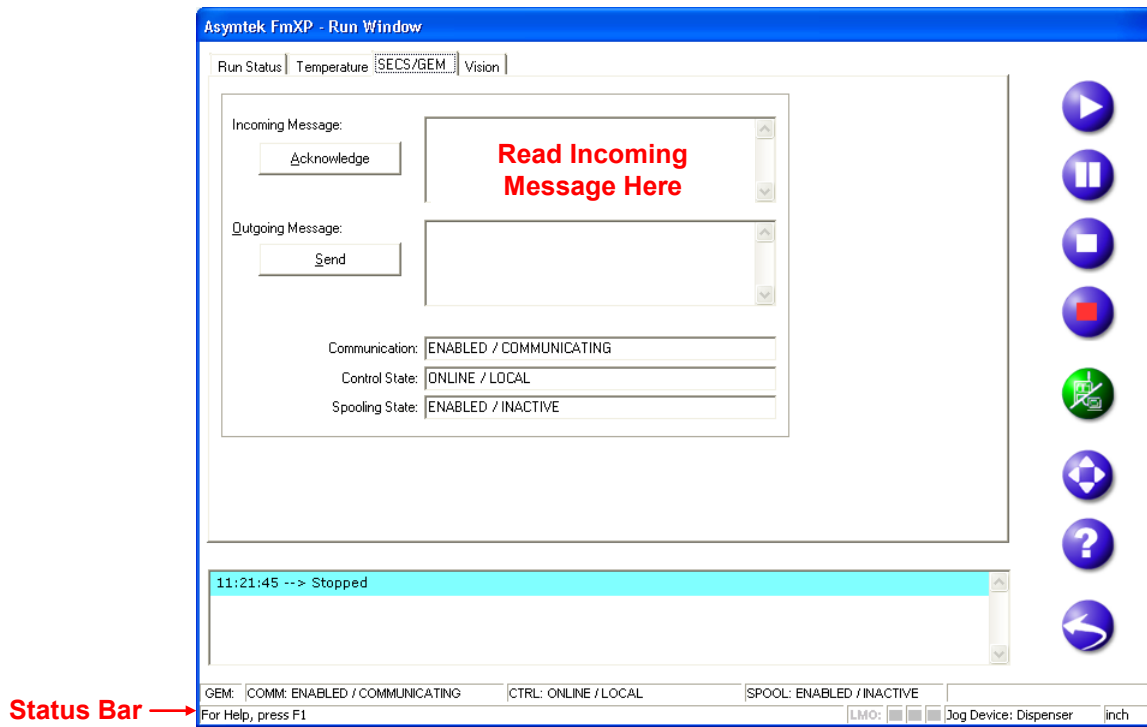 Asymtek FmXP - Run Window
Run Status Temperature SECS/GEM Vision
Incoming Message:
Acknowledge
Read Incoming
Message Here
Outgoing Message:
Send
Communication: ENABLED / COMMUNICATING
Control State: ONLINE / LOCAL
Spooling State: ENABLED / INACTIVE
11:21:45 --> Stopped
GEM: COMM: ENABLED / COMMUNICATING CTRL: ONLINE / LOCAL SPOOL: ENABLED / INACTIVE
Status Bar
For Help, press F1 LMO: Jog Device: Dispenser inch